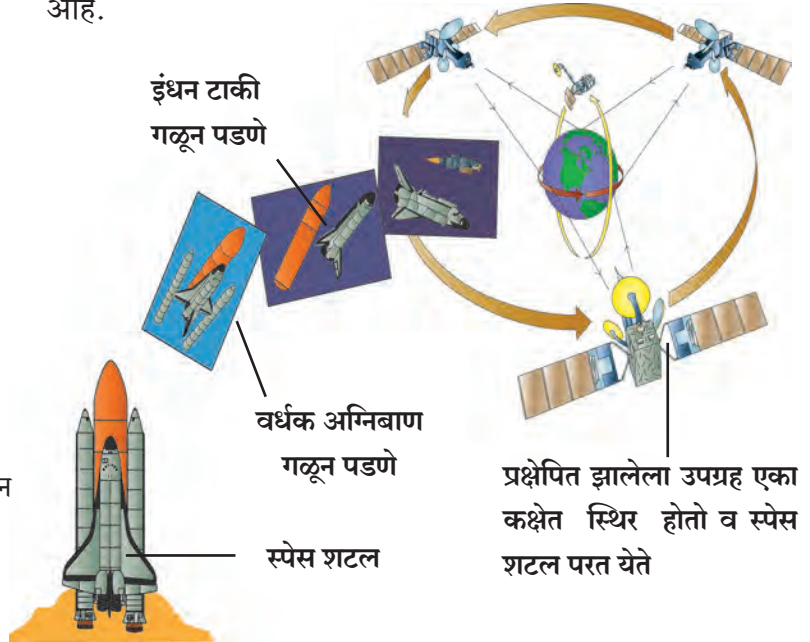 आहे.
इंधन टाकी
गळून पडणे
वर्धक अग्निबाण
गळून पडणे
न
स्पेस शटल
प्रक्षेपित झालेला उपग्रह एका
कक्षेत स्थिर होतो व स्पेस
शटल परत येते